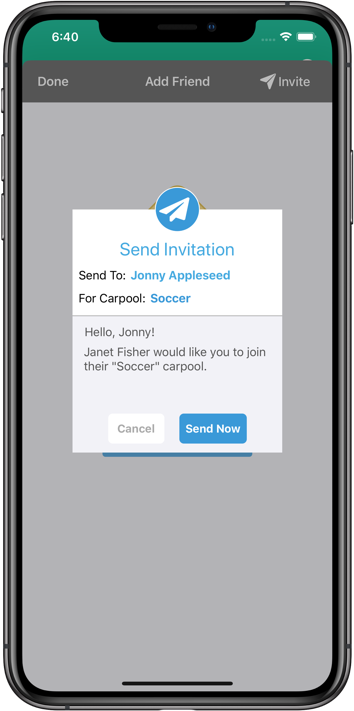 6:40
Done Add Friend Invite
Send Invitation
Send To: Jonny Appleseed
For Carpool: Soccer
Hello, Jonny!
Janet Fisher would like you to join
their "Soccer" carpool.
Cancel Send Now